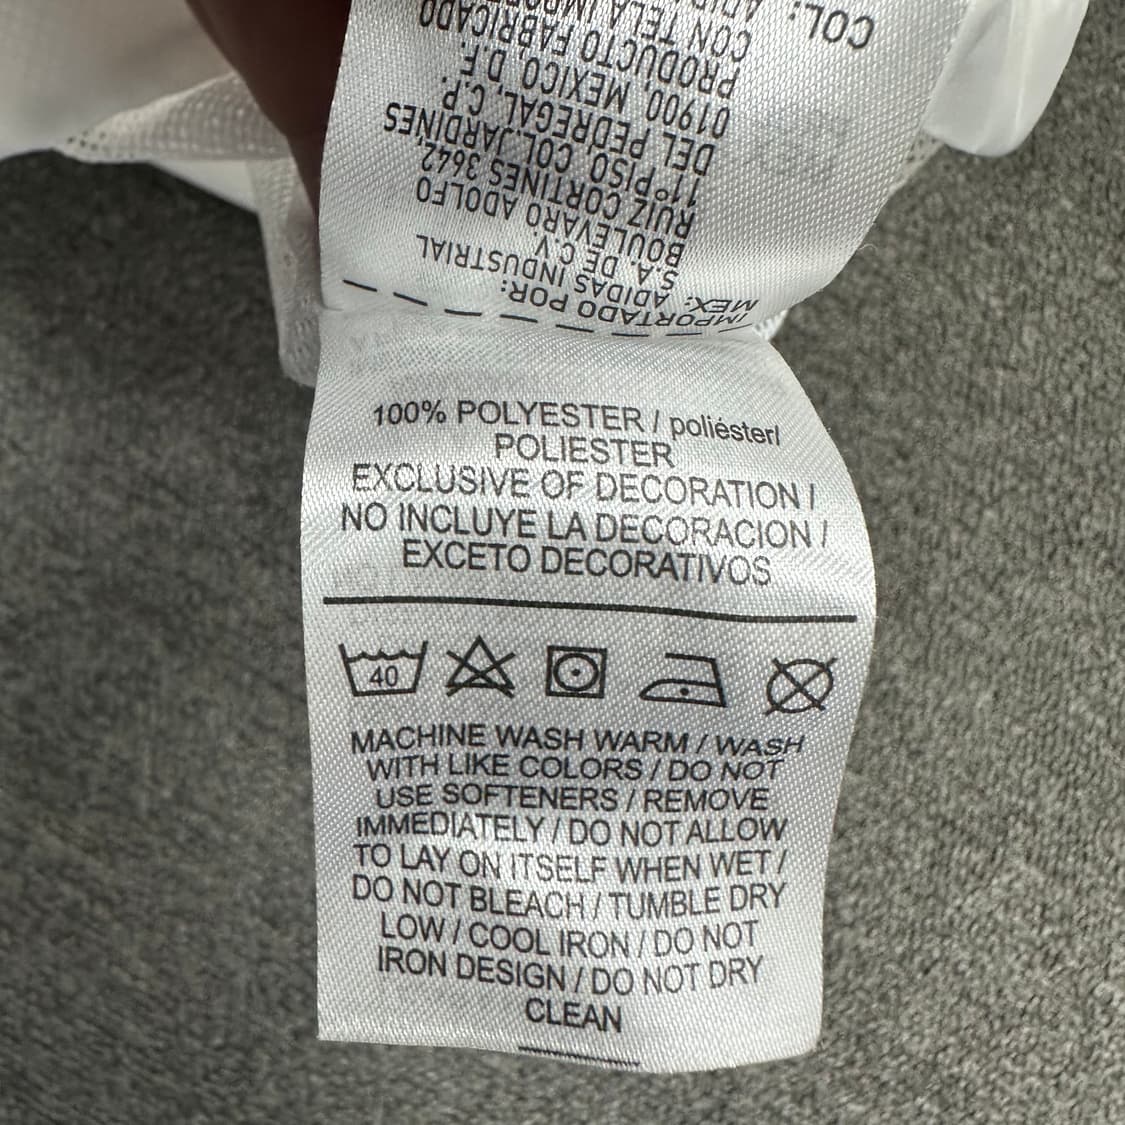 IMPORTADO POR:
MEX: ADIDAS INDUSTRIAL
S.A. DE C.V.
BOULEVARO ADOLFO
RUIZ CORTINES 3642,
11°PISO, COL.JARDINES
DEL PEDREGAL, C.P.
01900, MEXICO, D.F.
PRODUCTO FABRICADO
CON TELA
COL:
100% POLYESTER / poliéster/
POLIESTER
EXCLUSIVE OF DECORATION /
NO INCLUYE LA DECORACION /
EXCETO DECORATIVOS
40
MACHINE WASH WARM / WASH
WITH LIKE COLORS / DO NOT
USE SOFTENERS / REMOVE
IMMEDIATELY / DO NOT ALLOW
TO LAY ON ITSELF WHEN WET /
DO NOT BLEACH / TUMBLE DRY
LOW / COOL IRON / DO NOT
IRON DESIGN / DO NOT DRY
CLEAN